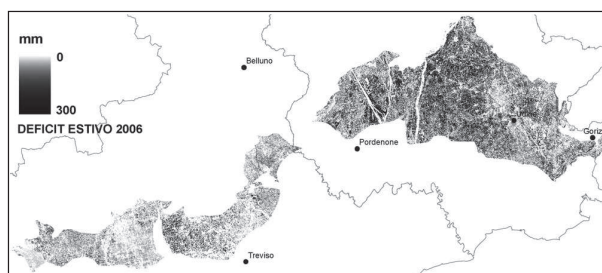 mm
0
300
DEFICIT ESTIVO 2006
Belluno
Pordenone
Goriz
Treviso